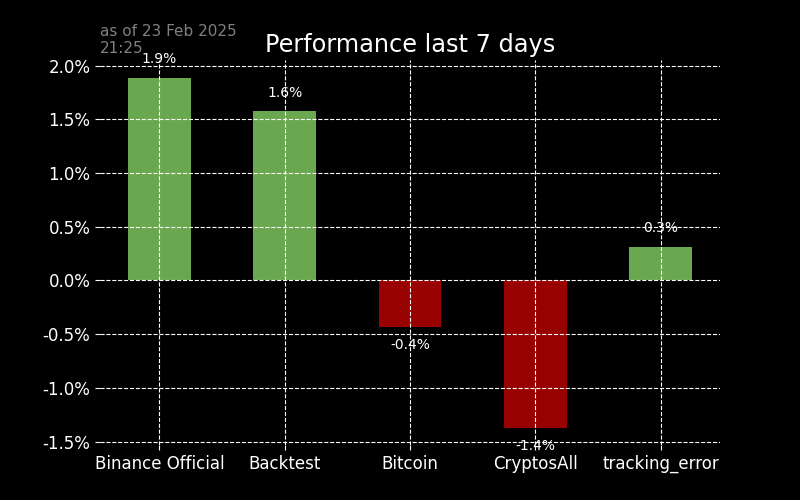 as of 23 Feb 2025
21:25
Performance last 7 days
2.0%
1.5%
1.0%
0.5%
0.0%
-0.5%
-1.0%
-1.5%
1.9%
1.6%
-0.4%
-1.4%
0.3%
Binance Official
Backtest
Bitcoin
CryptosAll
tracking_error